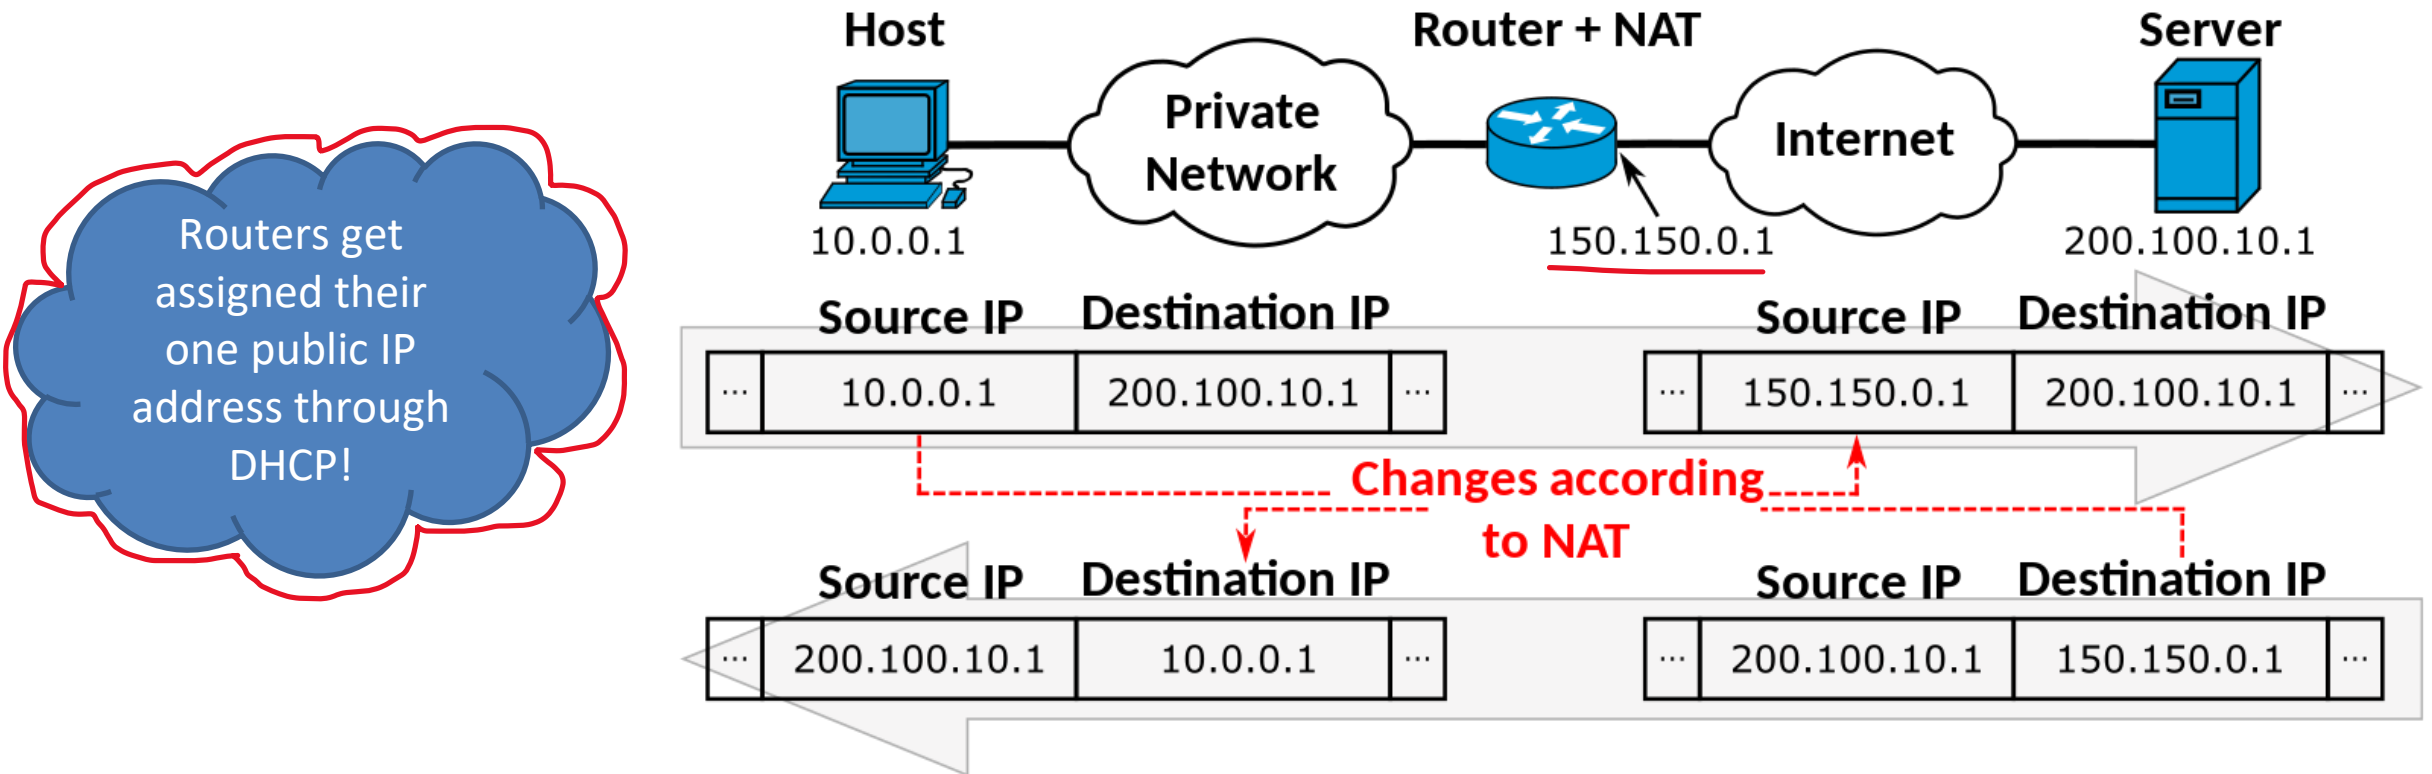 Routers get
assigned their
one public IP
address through
DHCP!
Host
Router + NAT
Server
Private
Network
Internet
10.0.0.1
150.150.0.1
200.100.10.1
Source IP Destination IP
Source IP Destination IP
... 10.0.0.1 200.100.10.1 ...
... 150.150.0.1 200.100.10.1 ...
Changes according
to NAT
Source IP Destination IP
Source IP Destination IP
... 200.100.10.1 10.0.0.1 ...
... 200.100.10.1 150.150.0.1 ...